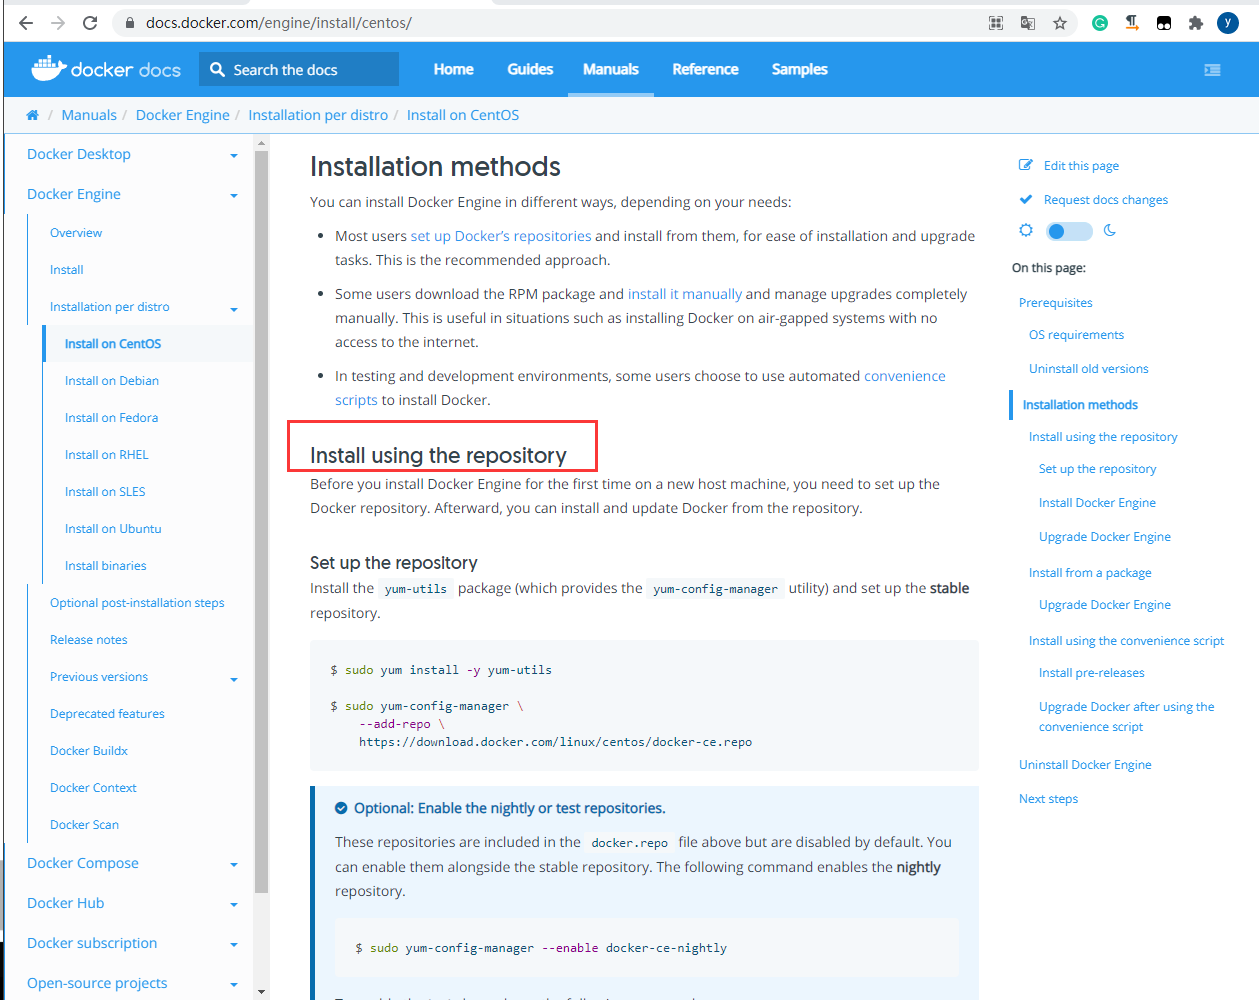 docs.docker.com/engine/install/centos/
y
docker docs
Search the docs
Home
Guides
Manuals
Reference
Samples
/ Manuals / Docker Engine / Installation per distro / Install on CentOS
Docker Desktop
Docker Engine
Overview
Install
Installation per distro
Install on CentOS
Install on Debian
Install on Fedora
Install on RHEL
Install on SLES
Install on Ubuntu
Install binaries
Optional post-installation steps
Release notes
Previous versions
Deprecated features
Docker Buildx
Docker Context
Docker Scan
Docker Compose
Docker Hub
Docker subscription
Open-source projects
Installation methods
You can install Docker Engine in different ways, depending on your needs:
• Most users set up Docker’s repositories and install from them, for ease of installation and upgrade
tasks. This is the recommended approach.
• Some users download the RPM package and install it manually and manage upgrades completely
manually. This is useful in situations such as installing Docker on air-gapped systems with no
access to the internet.
• In testing and development environments, some users choose to use automated convenience
scripts to install Docker.
Install using the repository
Before you install Docker Engine for the first time on a new host machine, you need to set up the
Docker repository. Afterward, you can install and update Docker from the repository.
Set up the repository
Install the yum-utils package (which provides the yum-config-manager utility) and set up the stable
repository.
$ sudo yum install -y yum-utils
$ sudo yum-config-manager \
--add-repo \
https://download.docker.com/linux/centos/docker-ce.repo
Optional: Enable the nightly or test repositories.
These repositories are included in the docker.repo file above but are disabled by default. You
can enable them alongside the stable repository. The following command enables the nightly
repository.
$ sudo yum-config-manager --enable docker-ce-nightly
Edit this page
Request docs changes
On this page:
Prerequisites
OS requirements
Uninstall old versions
Installation methods
Install using the repository
Set up the repository
Install Docker Engine
Upgrade Docker Engine
Install from a package
Upgrade Docker Engine
Install using the convenience script
Install pre-releases
Upgrade Docker after using the
convenience script
Uninstall Docker Engine
Next steps